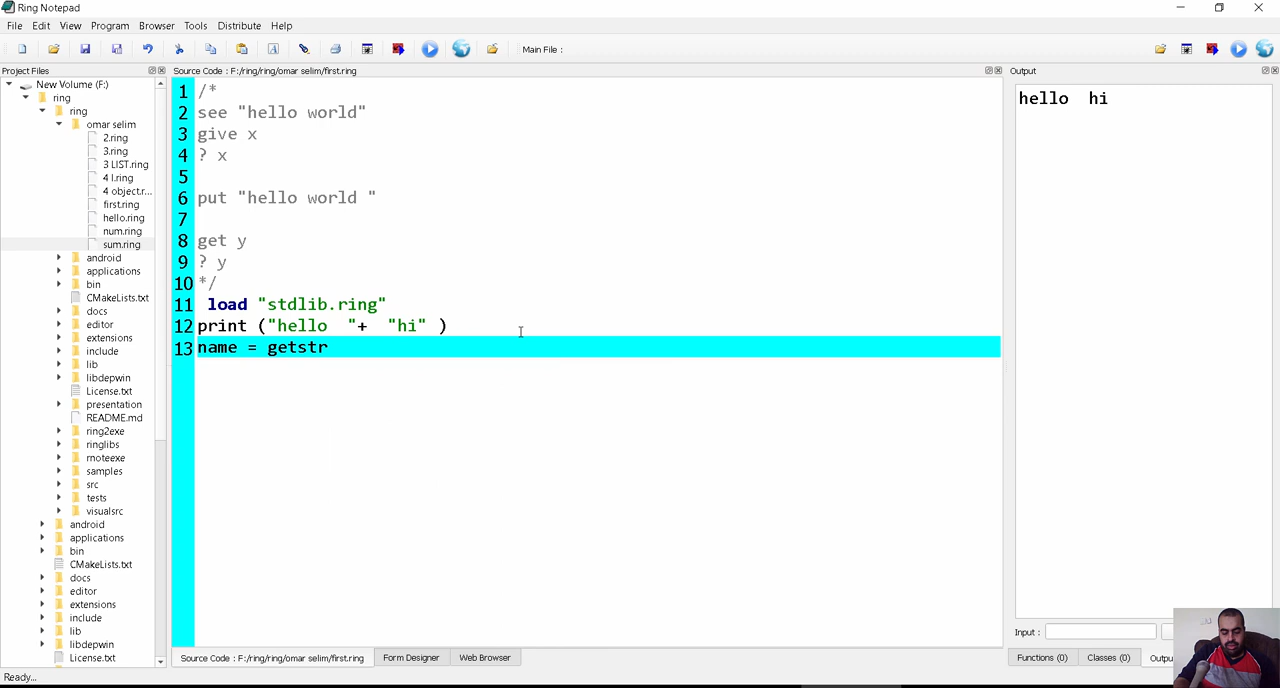 Ring Notepad
File Edit View Program Browser Tools Distribute Help
Main File :
Project Files
New Volume (F:)
ring
ring
omar selim
2.ring
3.ring
3 LIST.ring
4 l.ring
4 object.r...
first.ring
hello.ring
num.ring
sum.ring
android
applications
bin
CMakeLists.txt
docs
editor
extensions
include
lib
libdepwin
License.txt
presentation
README.md
ring2exe
ringlibs
rnoteexe
samples
src
tests
visualsrc
android
applications
bin
CMakeLists.txt
docs
editor
extensions
include
lib
libdepwin
License.txt
Source Code : F:/ring/ring/omar selim/first.ring
1 /*
2 see "hello world"
3 give x
4 ? x
5
6 put "hello world "
7
8 get y
9 ? y
10 */
11 load "stdlib.ring"
12 print ("hello  "+  "hi" )
13 name = getstr
Source Code : F:/ring/ring/omar selim/first.ring Form Designer Web Browser
Output
hello  hi
Input :
Functions (0) Classes (0) Outpu
Ready...